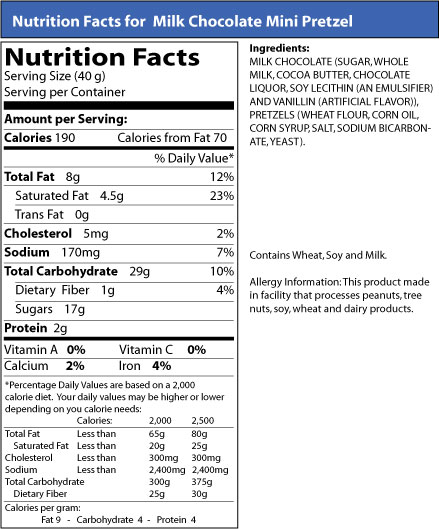 Nutrition Facts for Milk Chocolate Mini Pretzel
Nutrition Facts
Serving Size (40 g)
Serving per Container
Amount per Serving:
Calories 190 Calories from Fat 70
% Daily Value*
Total Fat 8g 12%
Saturated Fat 4.5g 23%
Trans Fat 0g
Cholesterol 5mg 2%
Sodium 170mg 7%
Total Carbohydrate 29g 10%
Dietary Fiber 1g 4%
Sugars 17g
Protein 2g
Vitamin A 0% Vitamin C 0%
Calcium 2% Iron 4%
*Percentage Daily Values are based on a 2,000
calorie diet. Your daily values may be higher or lower
depending on you calorie needs:
Calories: 2,000 2,500
Total Fat Less than 65g 80g
Saturated Fat Less than 20g 25g
Cholesterol Less than 300mg 300mg
Sodium Less than 2,400mg 2,400mg
Total Carbohydrate 300g 375g
Dietary Fiber 25g 30g
Calories per gram:
Fat 9 - Carbohydrate 4 - Protein 4
Ingredients:
MILK CHOCOLATE (SUGAR, WHOLE
MILK, COCOA BUTTER, CHOCOLATE
LIQUOR, SOY LECITHIN (AN EMULSIFIER)
AND VANILLIN (ARTIFICIAL FLAVOR)),
PRETZELS (WHEAT FLOUR, CORN OIL,
CORN SYRUP, SALT, SODIUM BICARBON-
ATE, YEAST).
Contains Wheat, Soy and Milk.
Allergy Information: This product made
in facility that processes peanuts, tree
nuts, soy, wheat and dairy products.